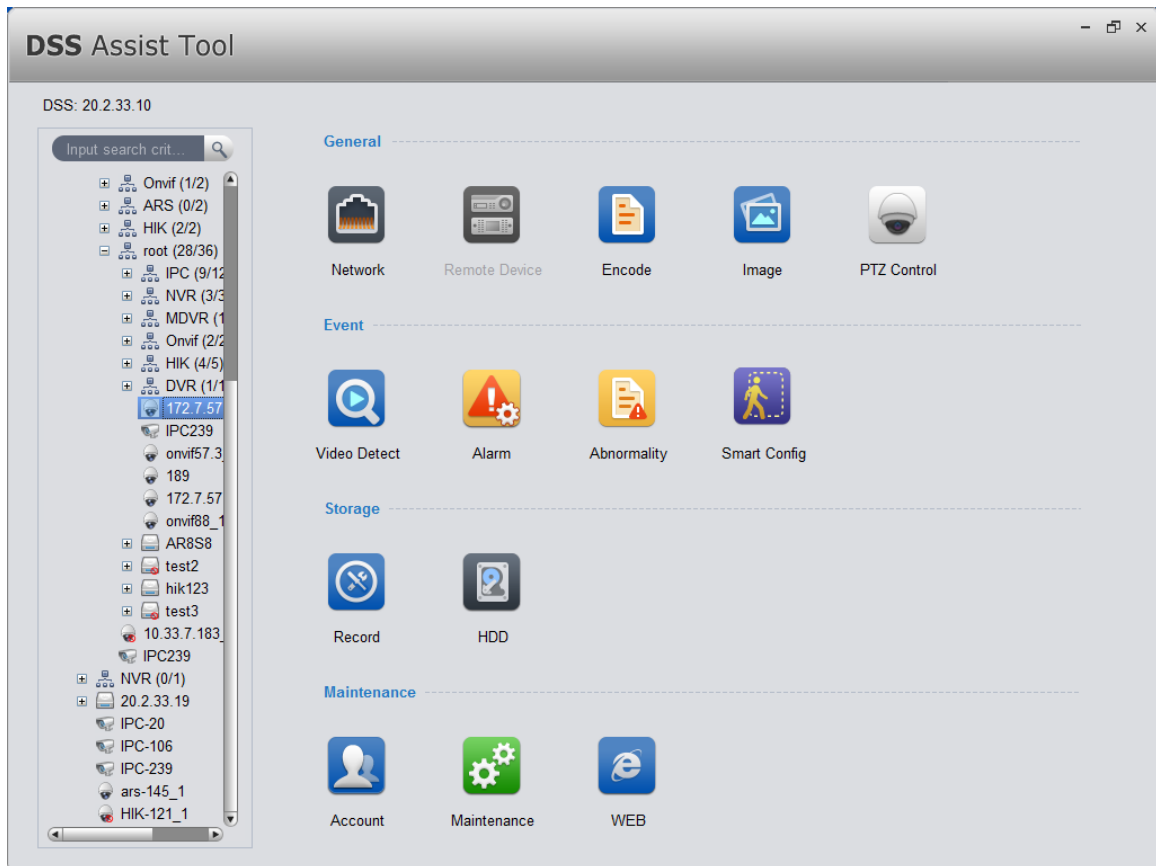 DSS Assist Tool
DSS: 20.2.33.10
Input search crit...
Onvif (1/2)
ARS (0/2)
HIK (2/2)
root (28/36)
IPC (9/12
NVR (3/3
MDVR (1
Onvif (2/2
HIK (4/5)
DVR (1/1
172.7.57
IPC239
onvif57.3_
189
172.7.57
onvif88_1
AR8S8
test2
hik123
test3
10.33.7.183_
IPC239
NVR (0/1)
20.2.33.19
IPC-20
IPC-106
IPC-239
ars-145_1
HIK-121_1
General
Network Remote Device Encode Image PTZ Control
Event
Video Detect Alarm Abnormality Smart Config
Storage
Record HDD
Maintenance
Account Maintenance WEB